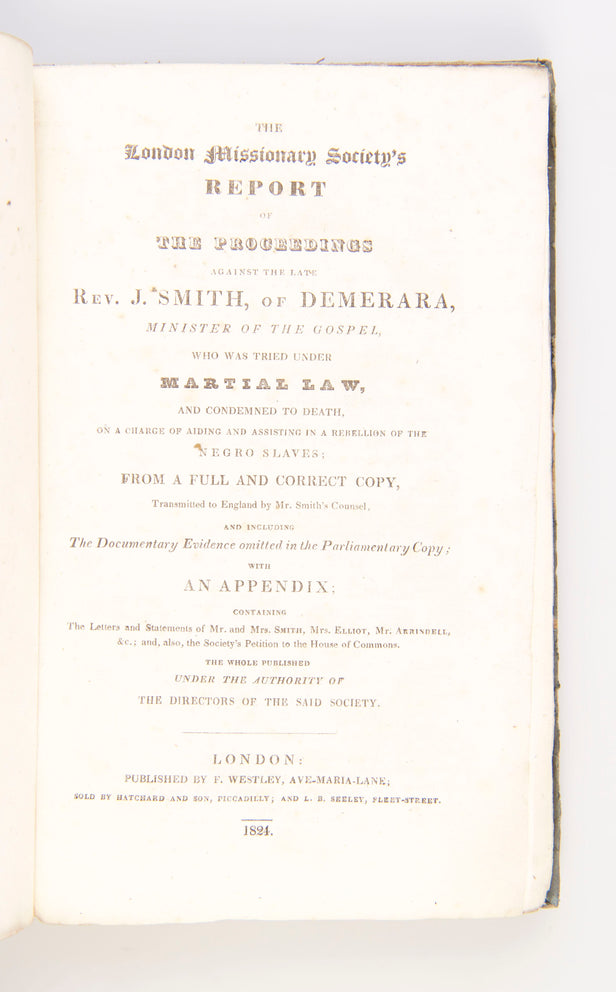 THE
London Missionary Society's
REPORT
OF
THE PROCEEDINGS
AGAINST THE LATE
REV. J. SMITH, OF DEMERARA,
MINISTER OF THE GOSPEL,
WHO WAS TRIED UNDER
MARTIAL LAW,
AND CONDEMNED TO DEATH,
ON A CHARGE OF AIDING AND ASSISTING IN A REBELLION OF THE
NEGRO SLAVES;
FROM A FULL AND CORRECT COPY,
Transmitted to England by Mr. Smith's Counsel,
AND INCLUDING
The Documentary Evidence omitted in the Parliamentary Copy;
WITH
AN APPENDIX;
CONTAINING
The Letters and Statements of Mr. and Mrs. SMITH, Mrs. ELLIOT, Mr. ARRINDELL,
&c.; and, also, the Society's Petition to the House of Commons.
THE WHOLE PUBLISHED
UNDER THE AUTHORITY OF
THE DIRECTORS OF THE SAID SOCIETY.
LONDON:
PUBLISHED BY F. WESTLEY, AVE-MARIA-LANE;
SOLD BY HATCHARD AND SON, PICCADILLY; AND L. B. SEELEY, FLEET-STREET.
1824.